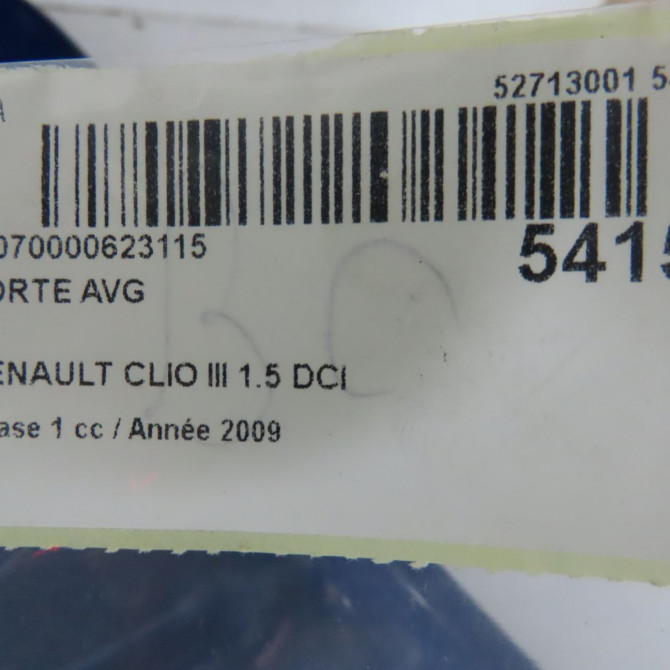 52713001 5
070000623115
5415
ORTE AVG
ENAULT CLIO III 1.5 DCI
ase 1 cc / Année 2009